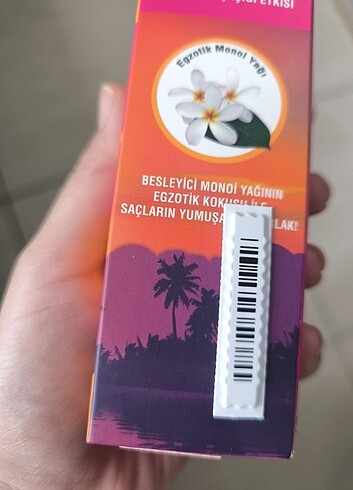 ETKİSİ
Egzotik Monoi Yağı
BESLEYİCİ MONOİ YAĞININ
EGZOTİK KOKUSU İLE
SAÇLARIN YUMUŞA
LAK!